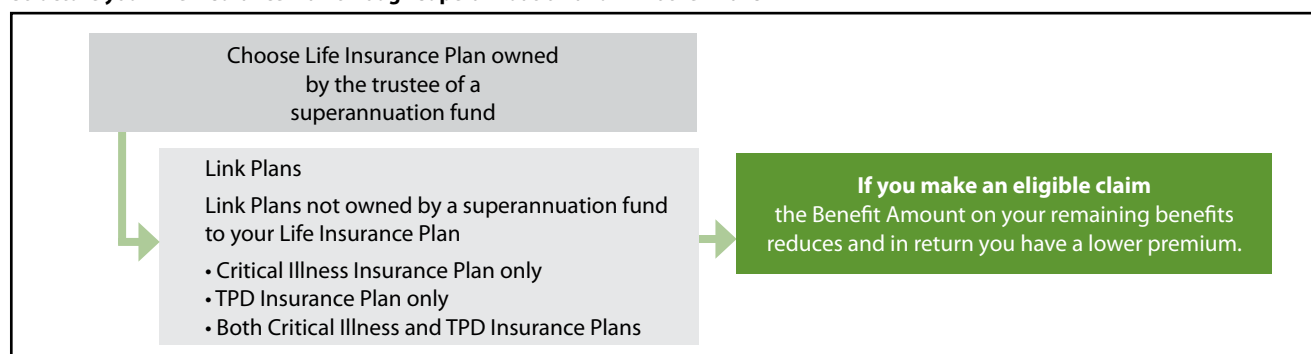 Choose Life Insurance Plan owned
by the trustee of a
superannuation fund
Link Plans
Link Plans not owned by a superannuation fund
to your Life Insurance Plan
• Critical Illness Insurance Plan only
• TPD Insurance Plan only
• Both Critical Illness and TPD Insurance Plans
If you make an eligible claim
the Benefit Amount on your remaining benefits
reduces and in return you have a lower premium.